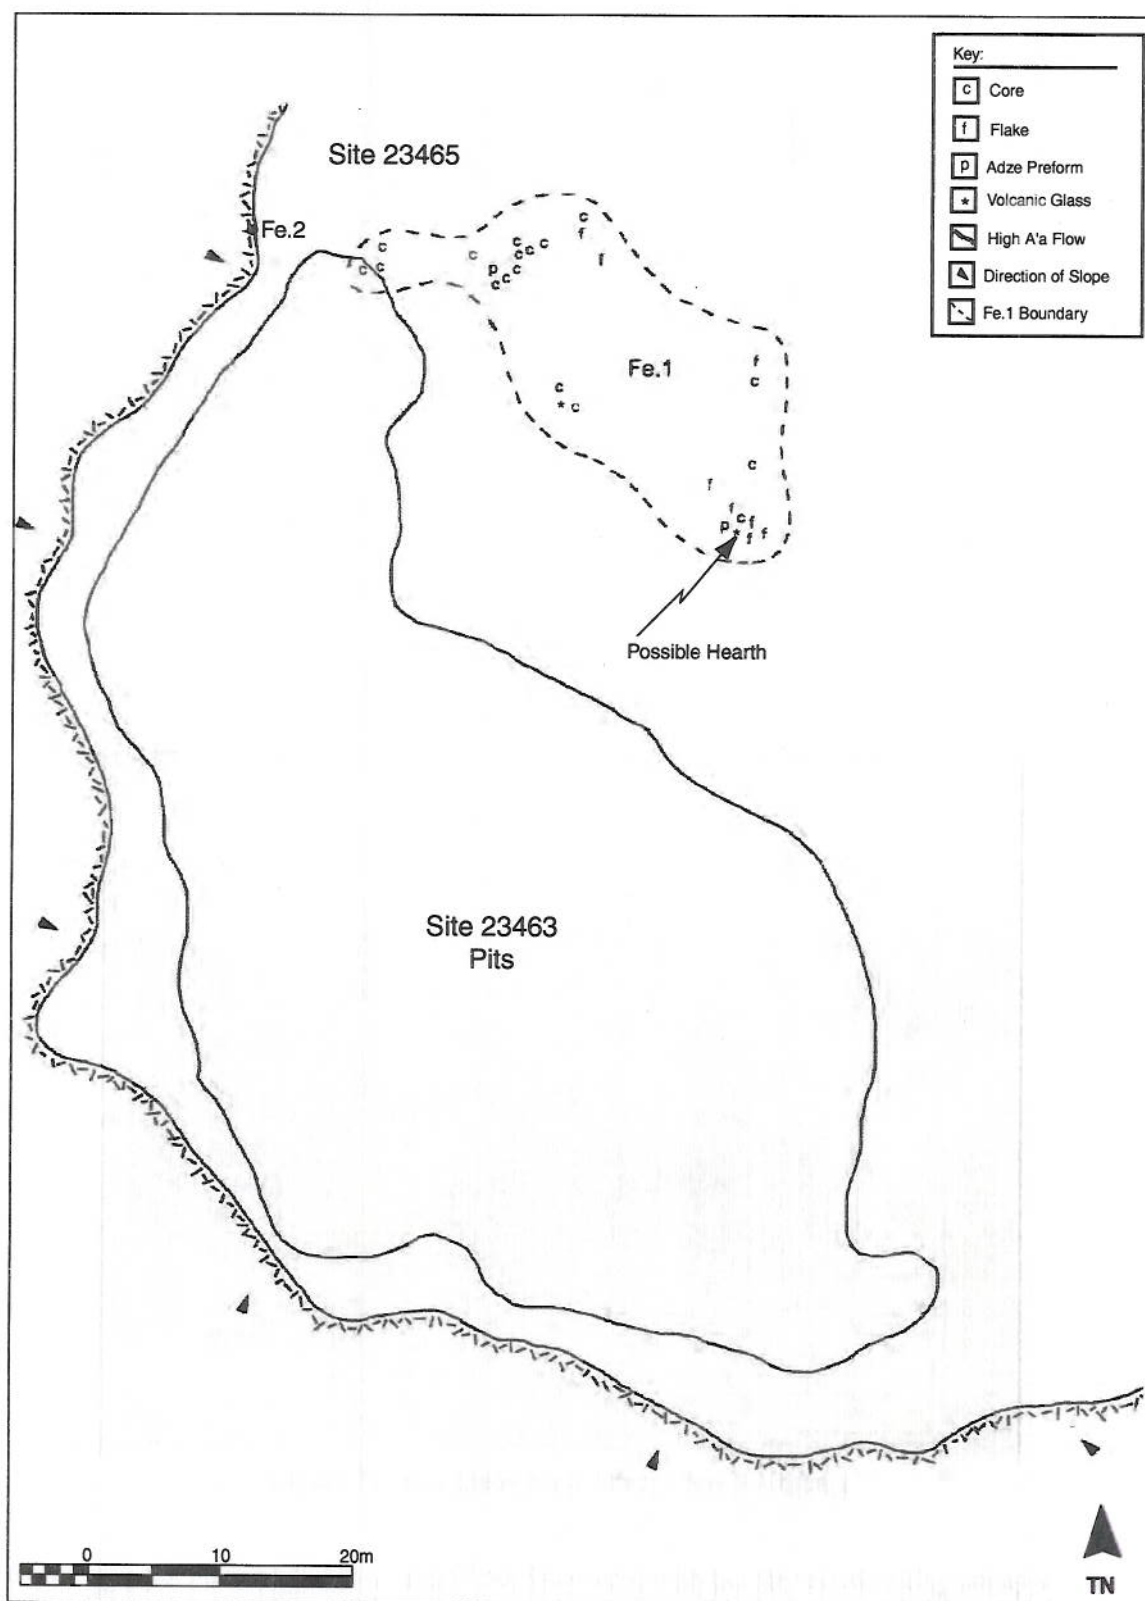 Key:
c Core
f Flake
p Adze Preform
* Volcanic Glass
High A'a Flow
Direction of Slope
Fe.1 Boundary
Site 23465
Fe.2
c
f
c
c
c
c
f
c
c
c
c
p
c
c
c
f
Fe.1
f
c
c
* c
c
f
f
c f
p * f f
Possible Hearth
Site 23463
Pits
0 10 20m
TN